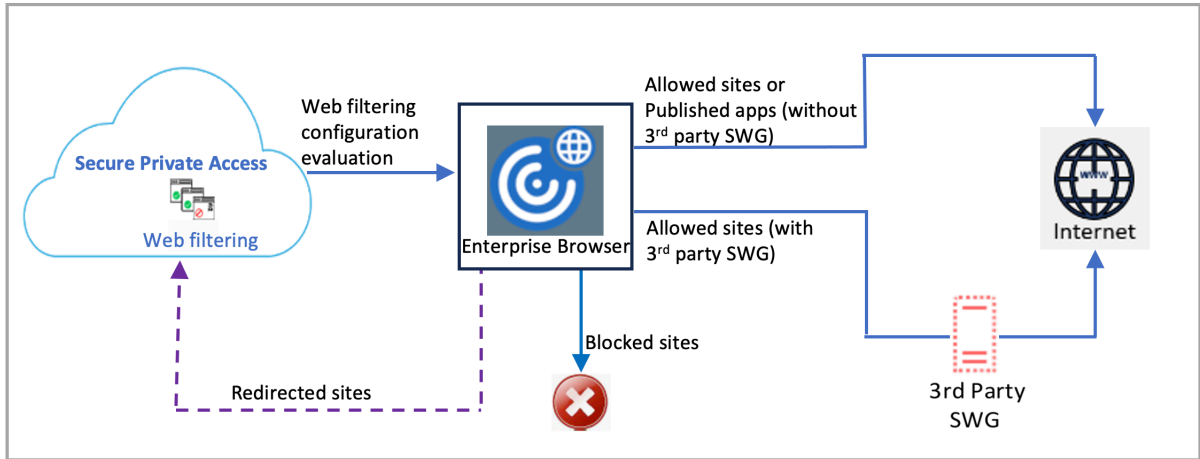 Secure Private Access
Web filtering
Web filtering
configuration
evaluation
Enterprise Browser
Allowed sites or
Published apps (without
3rd party SWG)
Allowed sites (with
3rd party SWG)
www
Internet
Blocked sites
Redirected sites
3rd Party
SWG